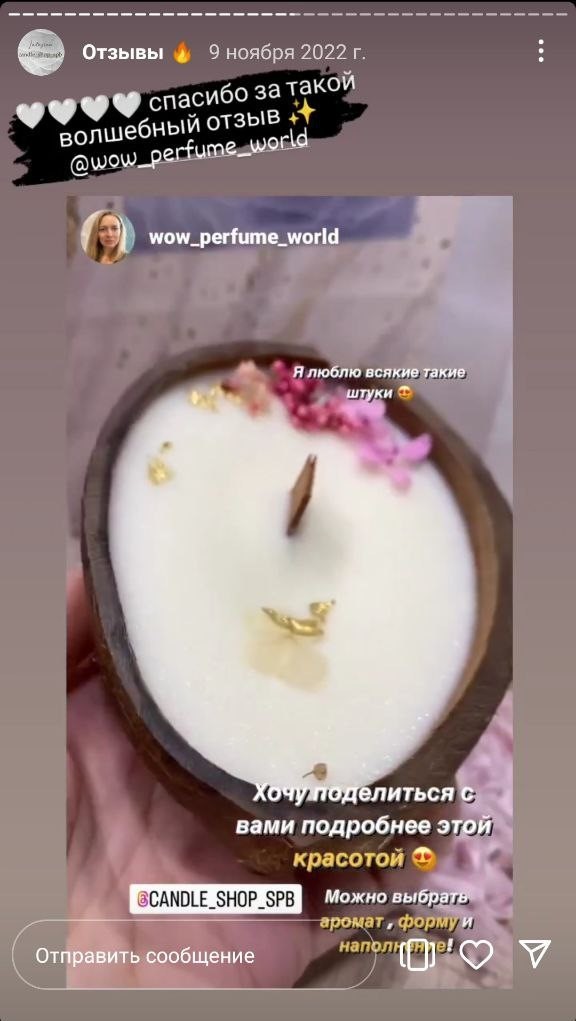 Отзывы 🔥 9 ноября 2022 г.
🤍🤍🤍🤍 спасибо за такой
волшебный отзыв ✨
@wow_perfume_world
wow_perfume_world
Я люблю всякие такие
штуки 😍
Хочу поделиться с
вами подробнее этой
красотой 😍
@CANDLE_SHOP_SPB
Можно выбрать
аромат , форму и
наполнение!
Отправить сообщение